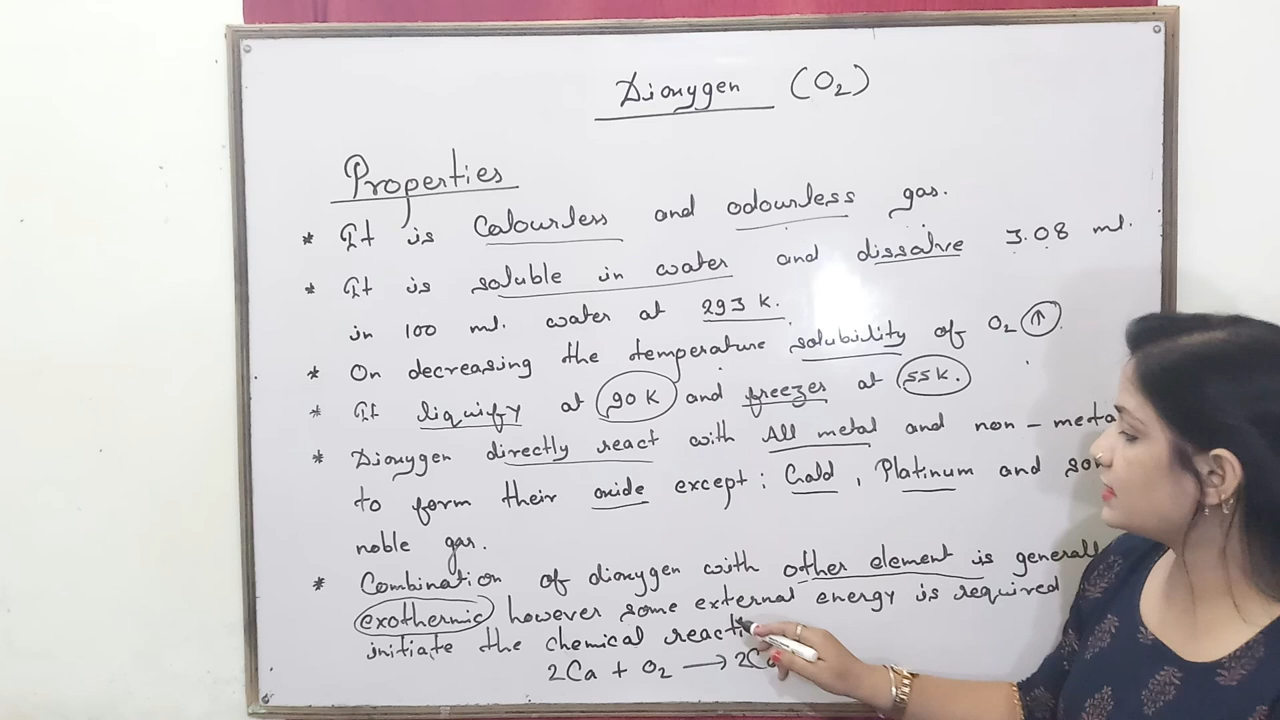 Dioxygen (O₂)
Properties
* It is Colourless and odourless gas.
* It is soluble in water and dissolve 3.08 ml.
in 100 ml. water at 293 K.
* On decreasing the temperature solubility of O₂ ↑.
* It liquify at 90 K and freezes at 55 K.
* Dioxygen directly react with All metal and non-meta
to form their oxide except : Gold, Platinum and
noble gas.
* Combination of dioxygen with other element is generall
exothermic however some external energy is required
initiate the chemical reacti
2Ca + O₂ → 2Ca